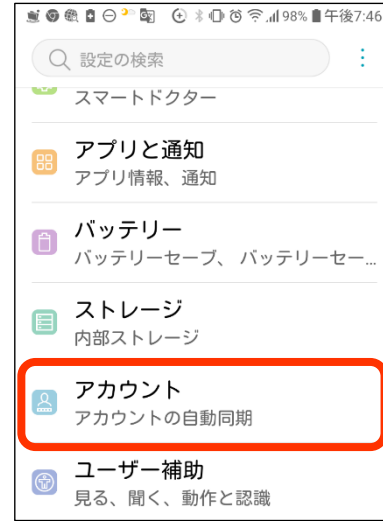 98% 午後7:46
設定の検索
スマートドクター
アプリと通知
アプリ情報、通知
バッテリー
バッテリーセーブ、 バッテリーセー...
ストレージ
内部ストレージ
アカウント
アカウントの自動同期
ユーザー補助
見る、聞く、動作と認識